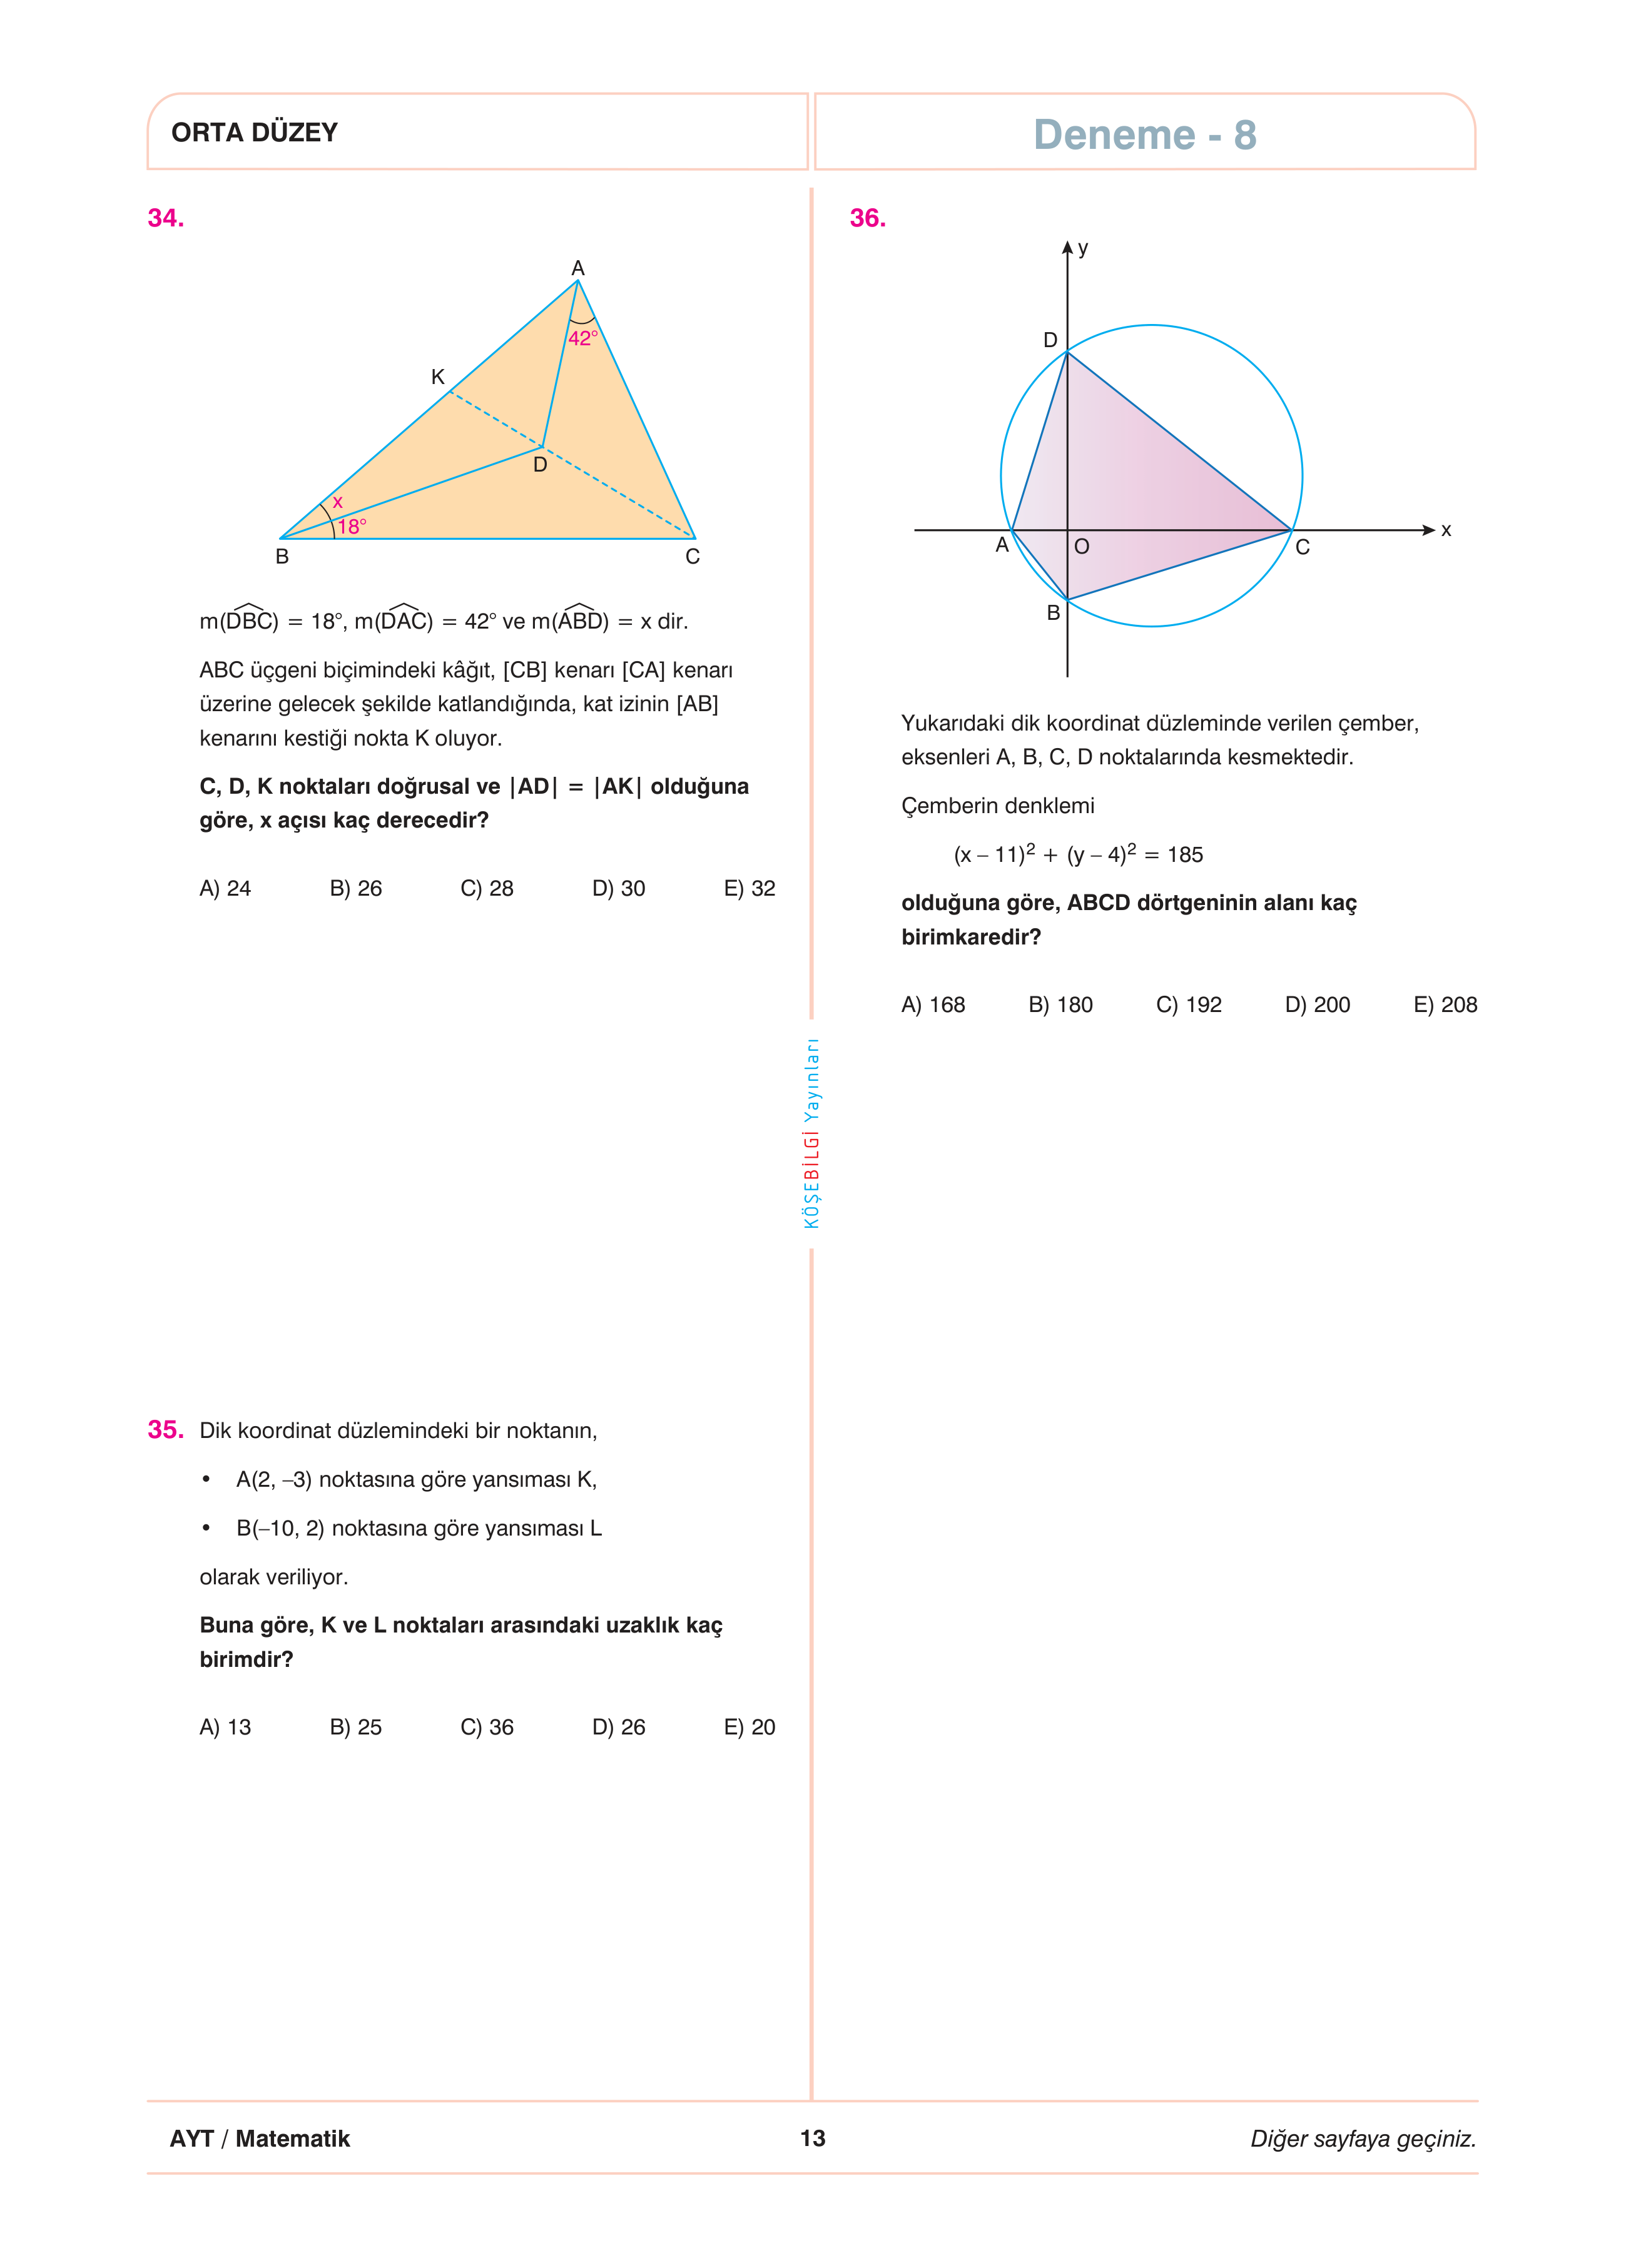 ORTA DÜZEY
Deneme - 8
34.
A
42°
K
D
x
18°
B
C
m(DBC) = 18°, m(DAC) = 42° ve m(ABD) = x dir.
ABC üçgeni biçimindeki kâğıt, [CB] kenarı [CA] kenarı
üzerine gelecek şekilde katlandığında, kat izinin [AB]
kenarını kestiği nokta K oluyor.
C, D, K noktaları doğrusal ve |AD| = |AK| olduğuna
göre, x açısı kaç derecedir?
A) 24 B) 26 C) 28 D) 30 E) 32
35. Dik koordinat düzlemindeki bir noktanın,
• A(2, –3) noktasına göre yansıması K,
• B(–10, 2) noktasına göre yansıması L
olarak veriliyor.
Buna göre, K ve L noktaları arasındaki uzaklık kaç
birimdir?
A) 13 B) 25 C) 36 D) 26 E) 20
KÖŞEBİLGİ Yayınları
36.
y
D
A
O
C
x
B
Yukarıdaki dik koordinat düzleminde verilen çember,
eksenleri A, B, C, D noktalarında kesmektedir.
Çemberin denklemi
(x – 11)² + (y – 4)² = 185
olduğuna göre, ABCD dörtgeninin alanı kaç
birimkaredir?
A) 168 B) 180 C) 192 D) 200 E) 208
AYT / Matematik
13
Diğer sayfaya geçiniz.